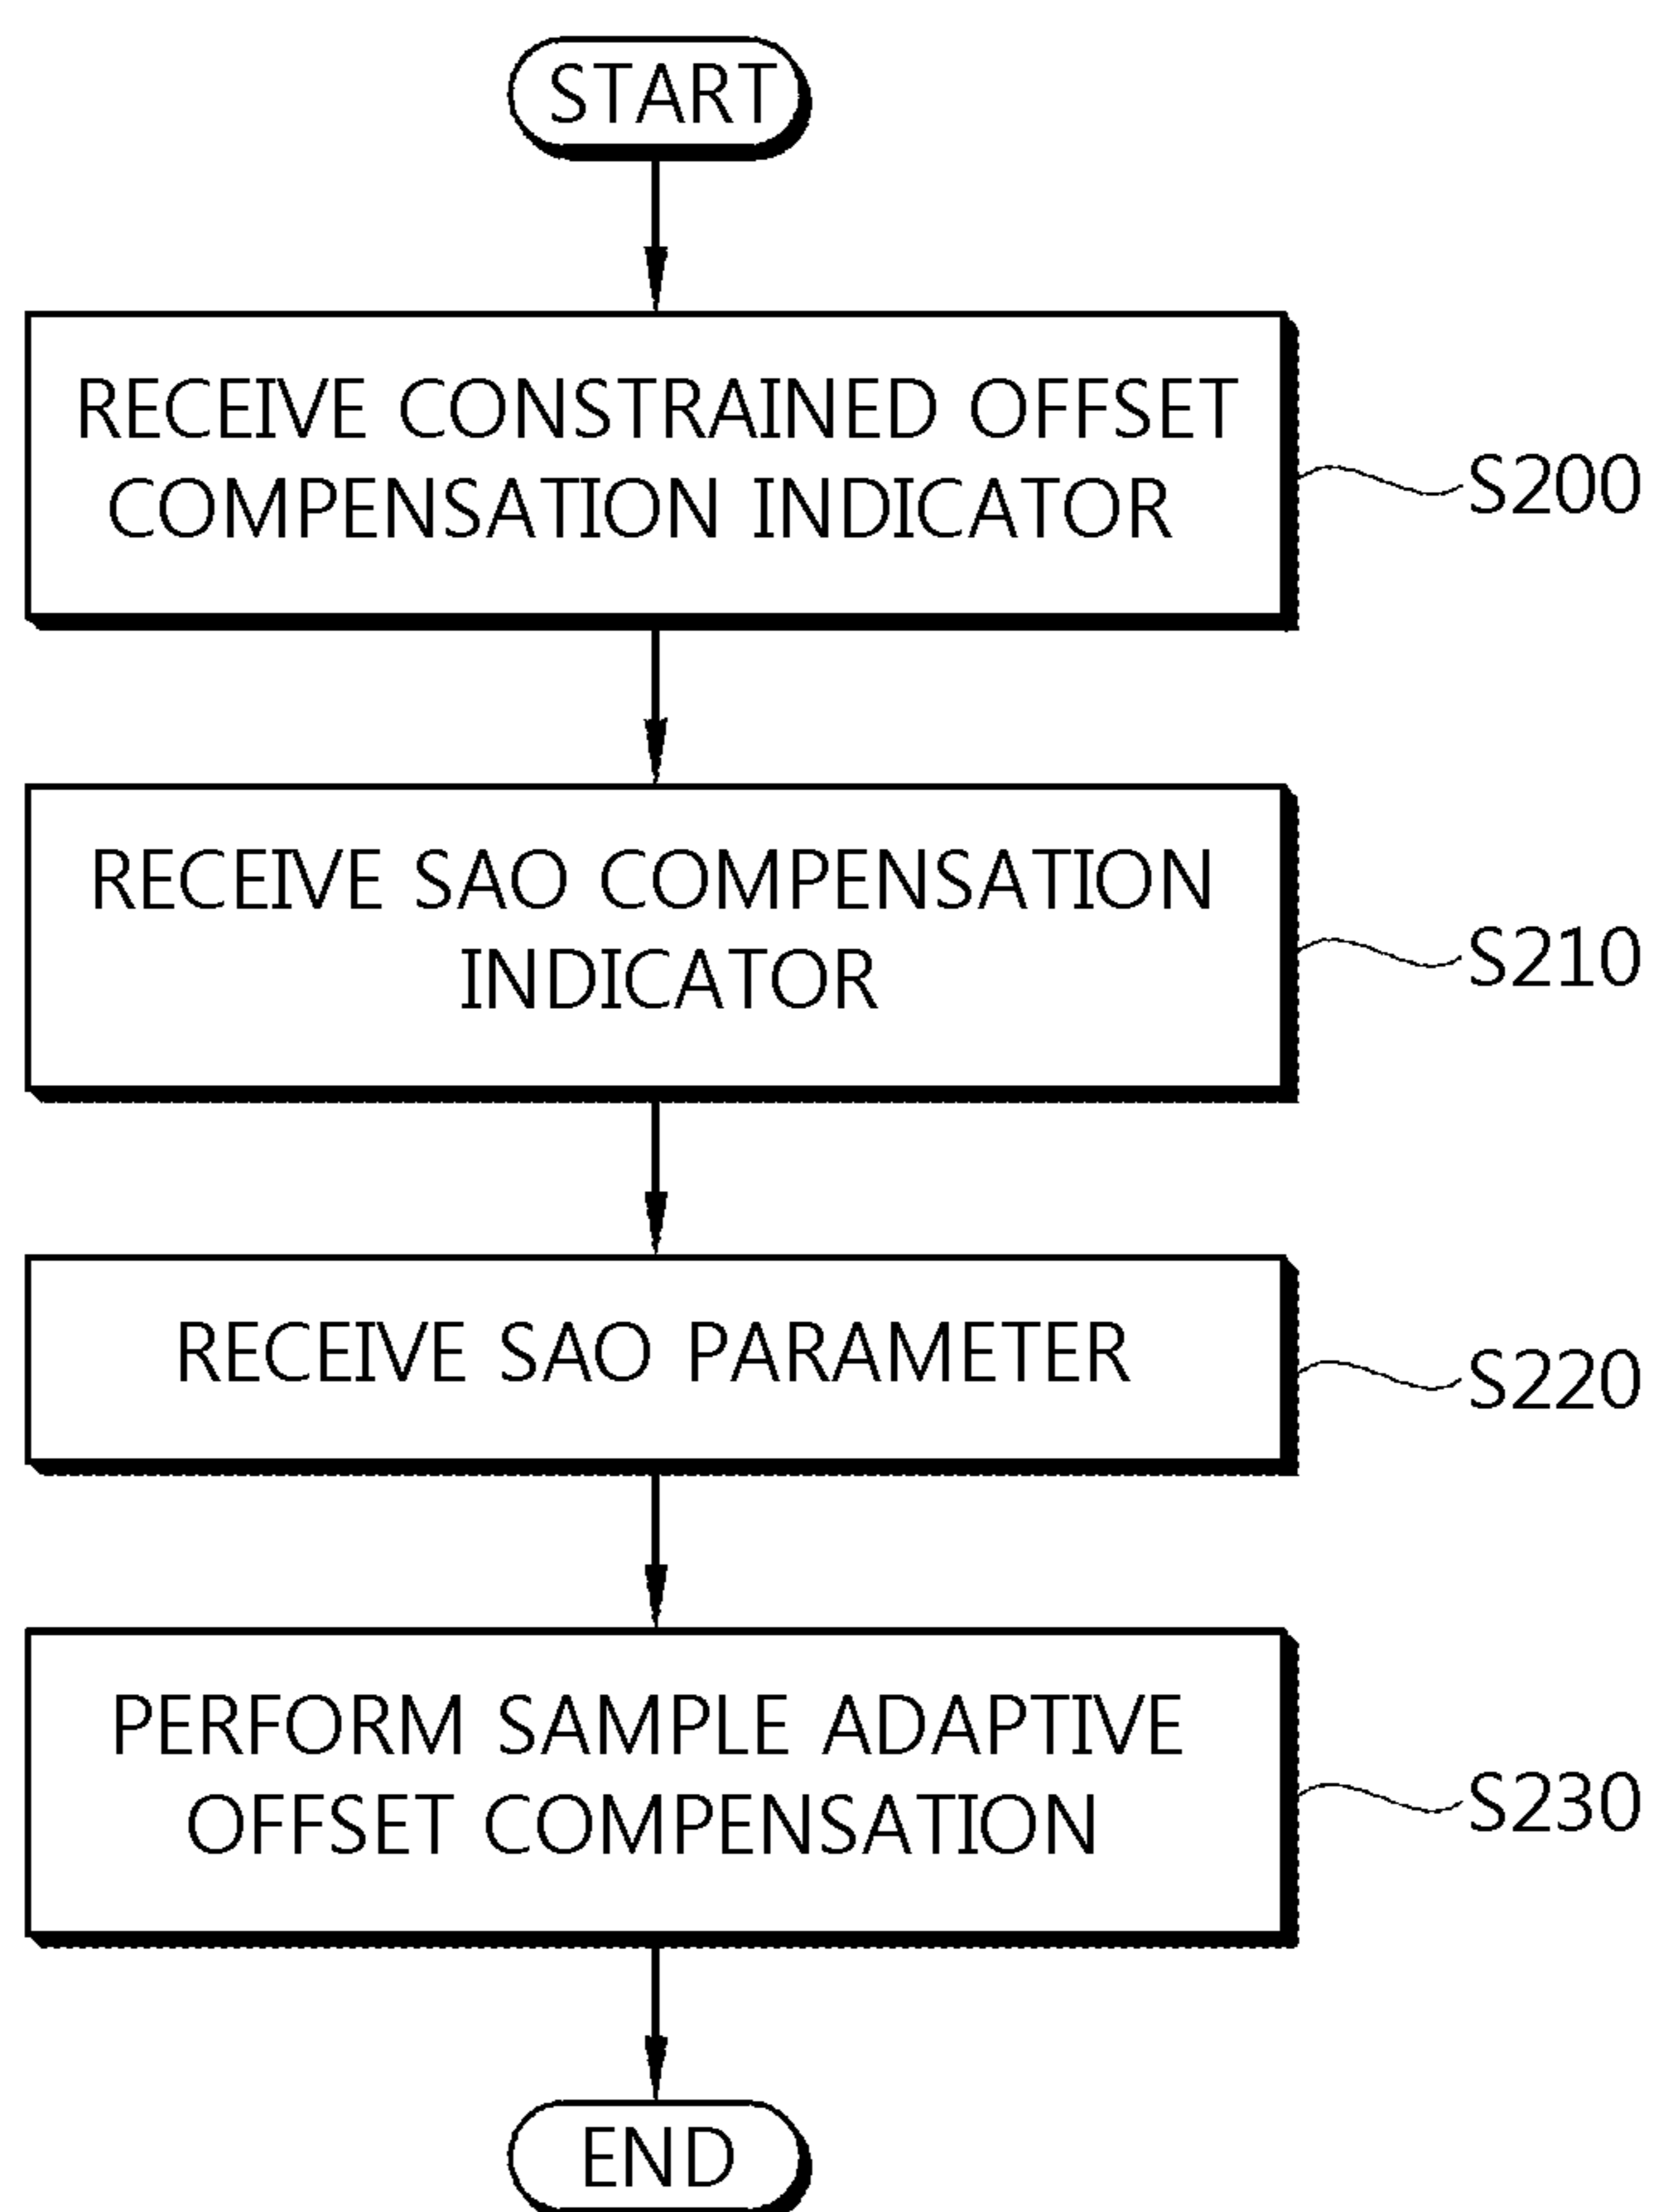 START
RECEIVE CONSTRAINED OFFSET
COMPENSATION INDICATOR
S200
RECEIVE SAO COMPENSATION
INDICATOR
S210
RECEIVE SAO PARAMETER
S220
PERFORM SAMPLE ADAPTIVE
OFFSET COMPENSATION
S230
END